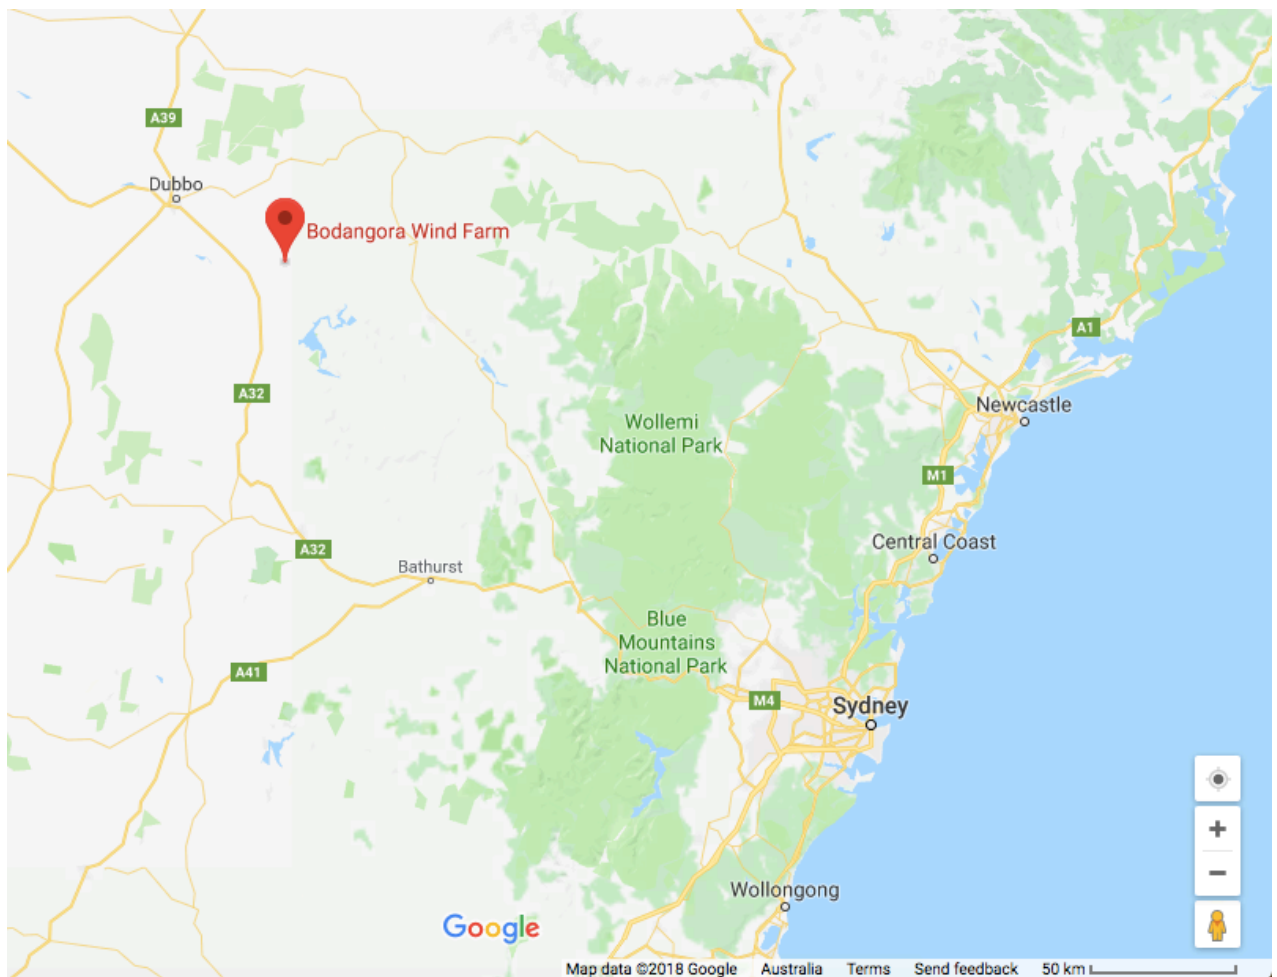 A39
Dubbo
Bodangora Wind Farm
A1
A32
Newcastle
Wollemi
National Park
M1
Central Coast
A32
Bathurst
Blue
Mountains
National Park
A41
M4
Sydney
+
−
Wollongong
Google
Map data ©2018 Google Australia Terms Send feedback 50 km